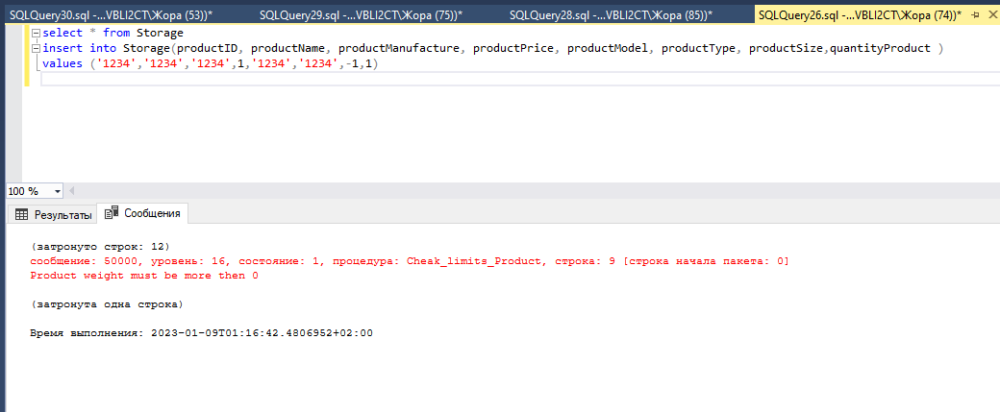 SQLQuery30.sql -...VBLI2CT\Жора (53))* SQLQuery29.sql -...VBLI2CT\Жора (75))* SQLQuery28.sql -...VBLI2CT\Жора (85))* SQLQuery26.sql -...VBLI2CT\Жора (74))*
select * from Storage
insert into Storage(productID, productName, productManufacture, productPrice, productModel, productType, productSize,quantityProduct )
values ('1234','1234','1234',1,'1234','1234',-1,1)
100 %
Результаты Сообщения
(затронуто строк: 12)
сообщение: 50000, уровень: 16, состояние: 1, процедура: Cheak_limits_Product, строка: 9 [строка начала пакета: 0]
Product weight must be more then 0
(затронута одна строка)
Время выполнения: 2023-01-09T01:16:42.4806952+02:00